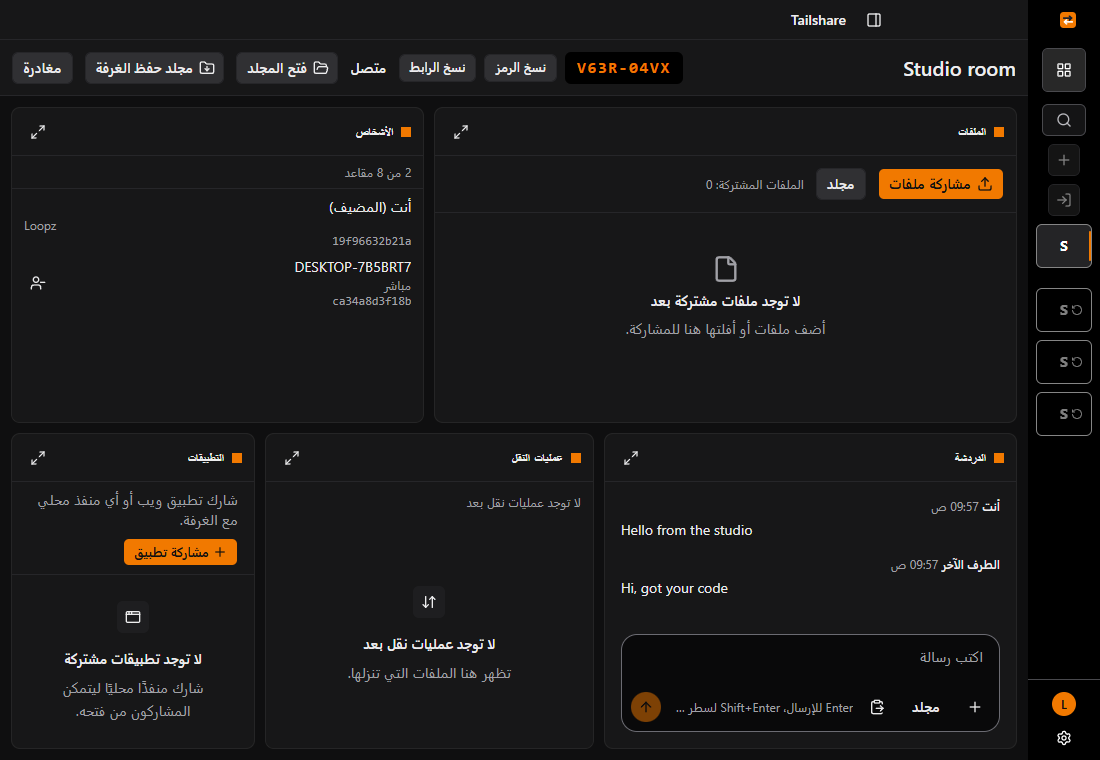 Tailshare
Studio room
V63R-04VX
نسخ الرمز
نسخ الرابط
متصل
فتح المجلد
مجلد حفظ الغرفة
مغادرة
الملفات
مشاركة ملفات
مجلد
الملفات المشتركة: 0
لا توجد ملفات مشتركة بعد
أضف ملفات أو أفلتها هنا للمشاركة.
الأشخاص
2 من 8 مقاعد
أنت (المضيف)
Loopz
19f96632b21a
DESKTOP-7B5BRT7
مباشر
ca34a8d3f18b
الدردشة
أنت 09:57 ص
Hello from the studio
الطرف الآخر 09:57 ص
Hi, got your code
اكتب رسالة
مجلد
Enter للإرسال، Shift+Enter لسطر ...
عمليات النقل
لا توجد عمليات نقل بعد
لا توجد عمليات نقل بعد
تظهر هنا الملفات التي تنزلها.
التطبيقات
شارك تطبيق ويب أو أي منفذ محلي
مع الغرفة.
مشاركة تطبيق
لا توجد تطبيقات مشتركة
شارك منفذًا محليًا ليتمكن
المشاركون من فتحه.
S
S
S
S
L